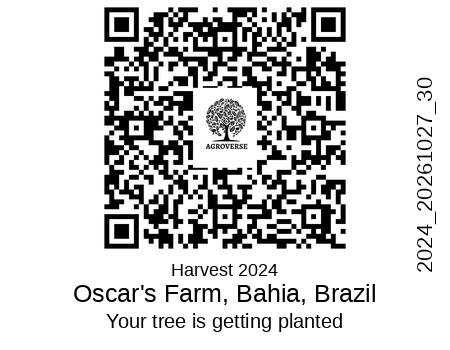 AGROVERSE
2024_20261027_30
Harvest 2024
Oscar's Farm, Bahia, Brazil
Your tree is getting planted